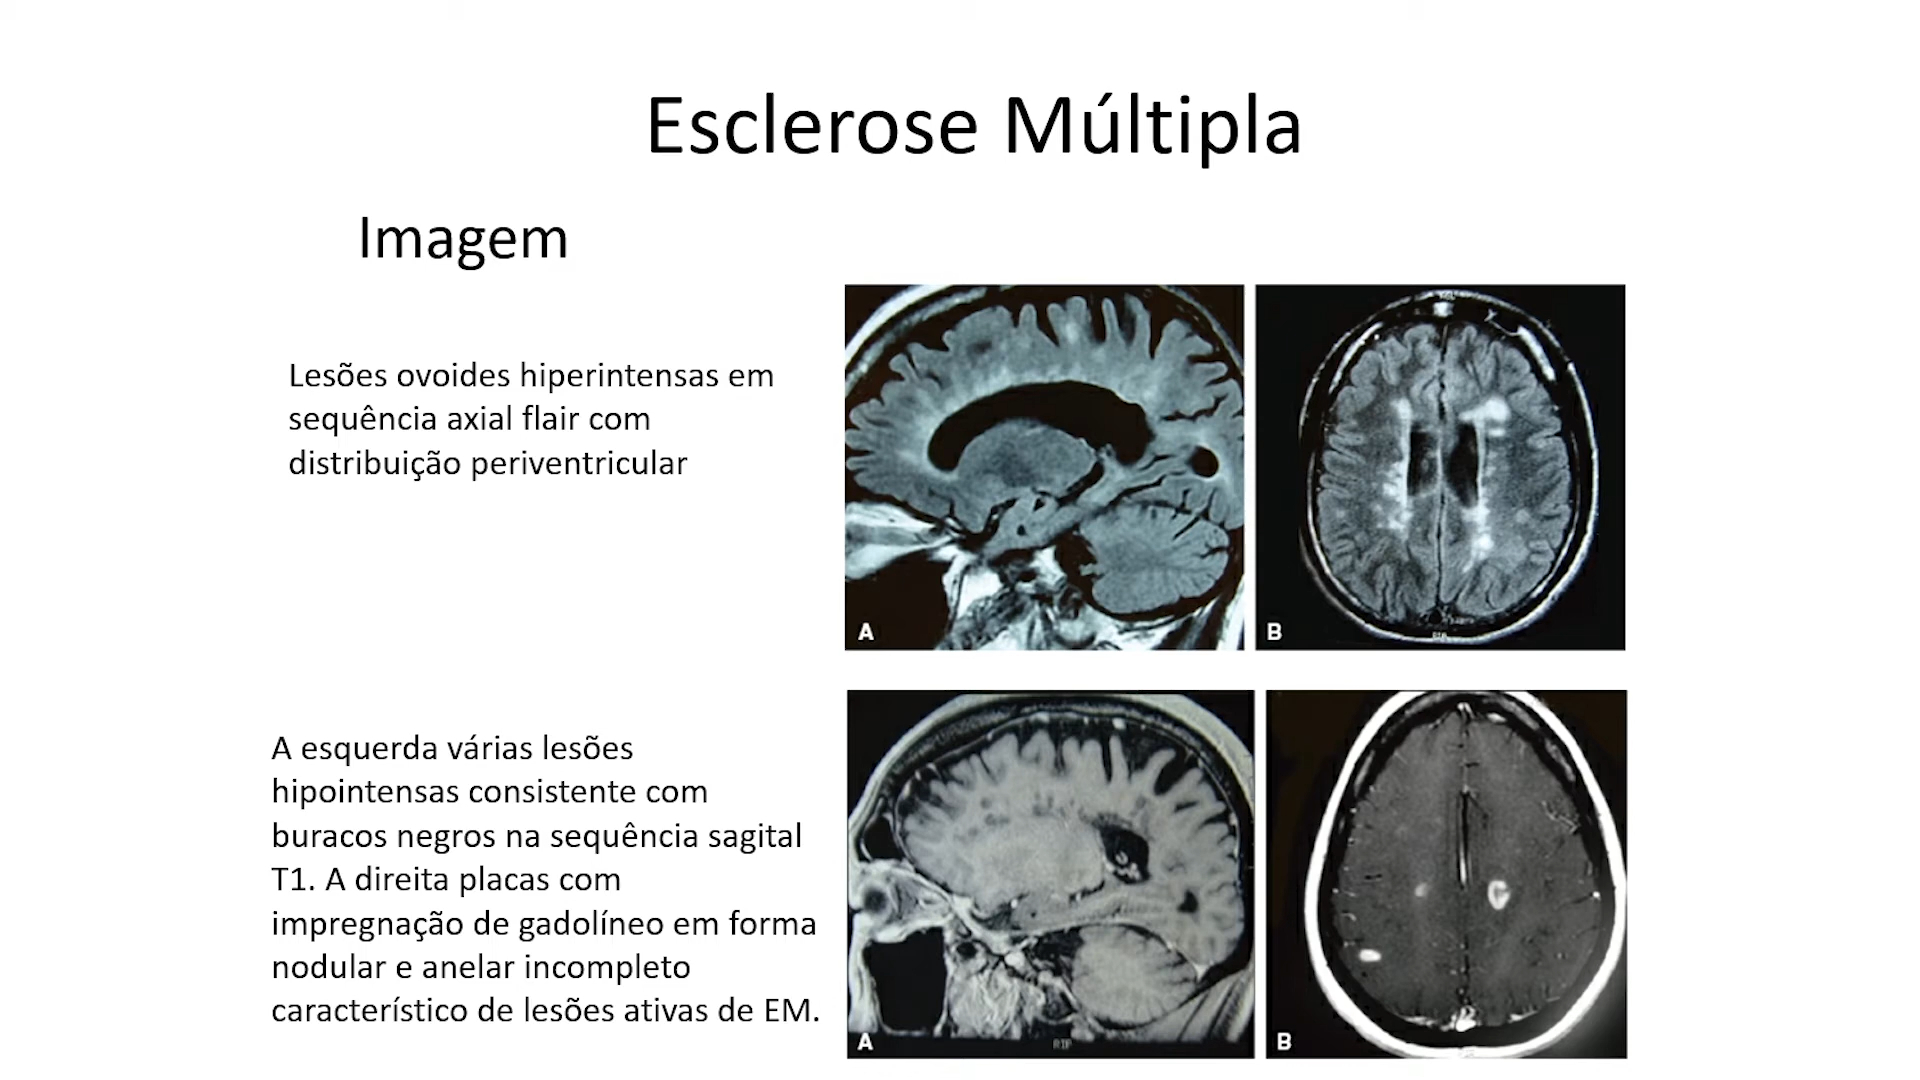 Esclerose Múltipla
Imagem
Lesões ovoides hiperintensas em
sequência axial flair com
distribuição periventricular
A
B
A esquerda várias lesões
hipointensas consistente com
buracos negros na sequência sagital
T1. A direita placas com
impregnação de gadolíneo em forma
nodular e anelar incompleto
característico de lesões ativas de EM.
A
B